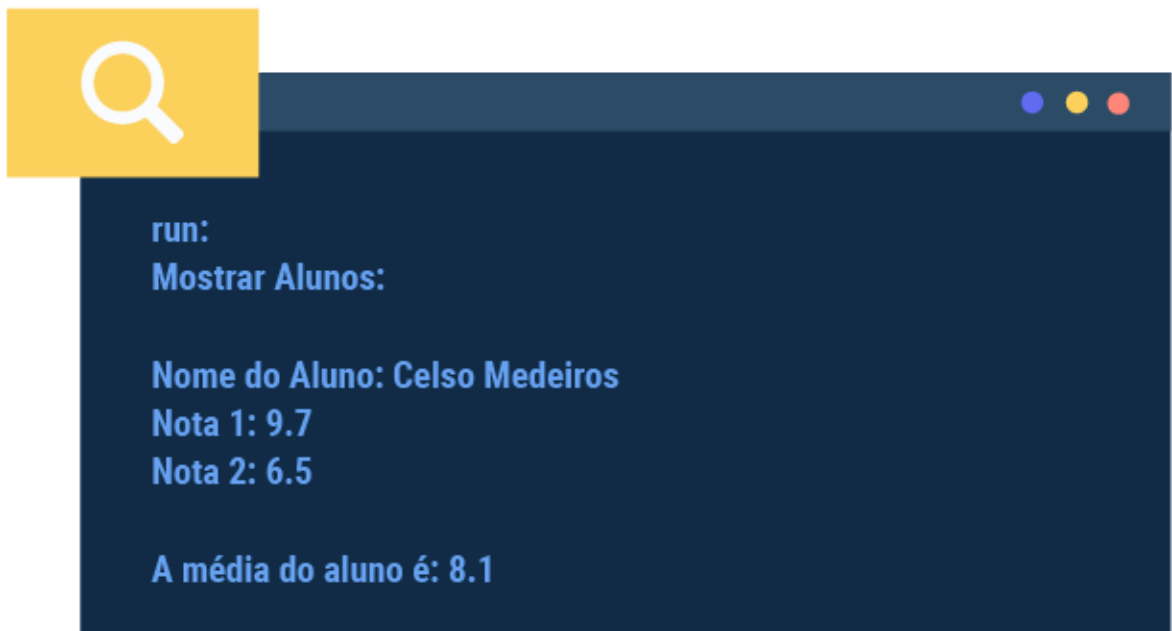 run:
Mostrar Alunos:
Nome do Aluno: Celso Medeiros
Nota 1: 9.7
Nota 2: 6.5
A média do aluno é: 8.1